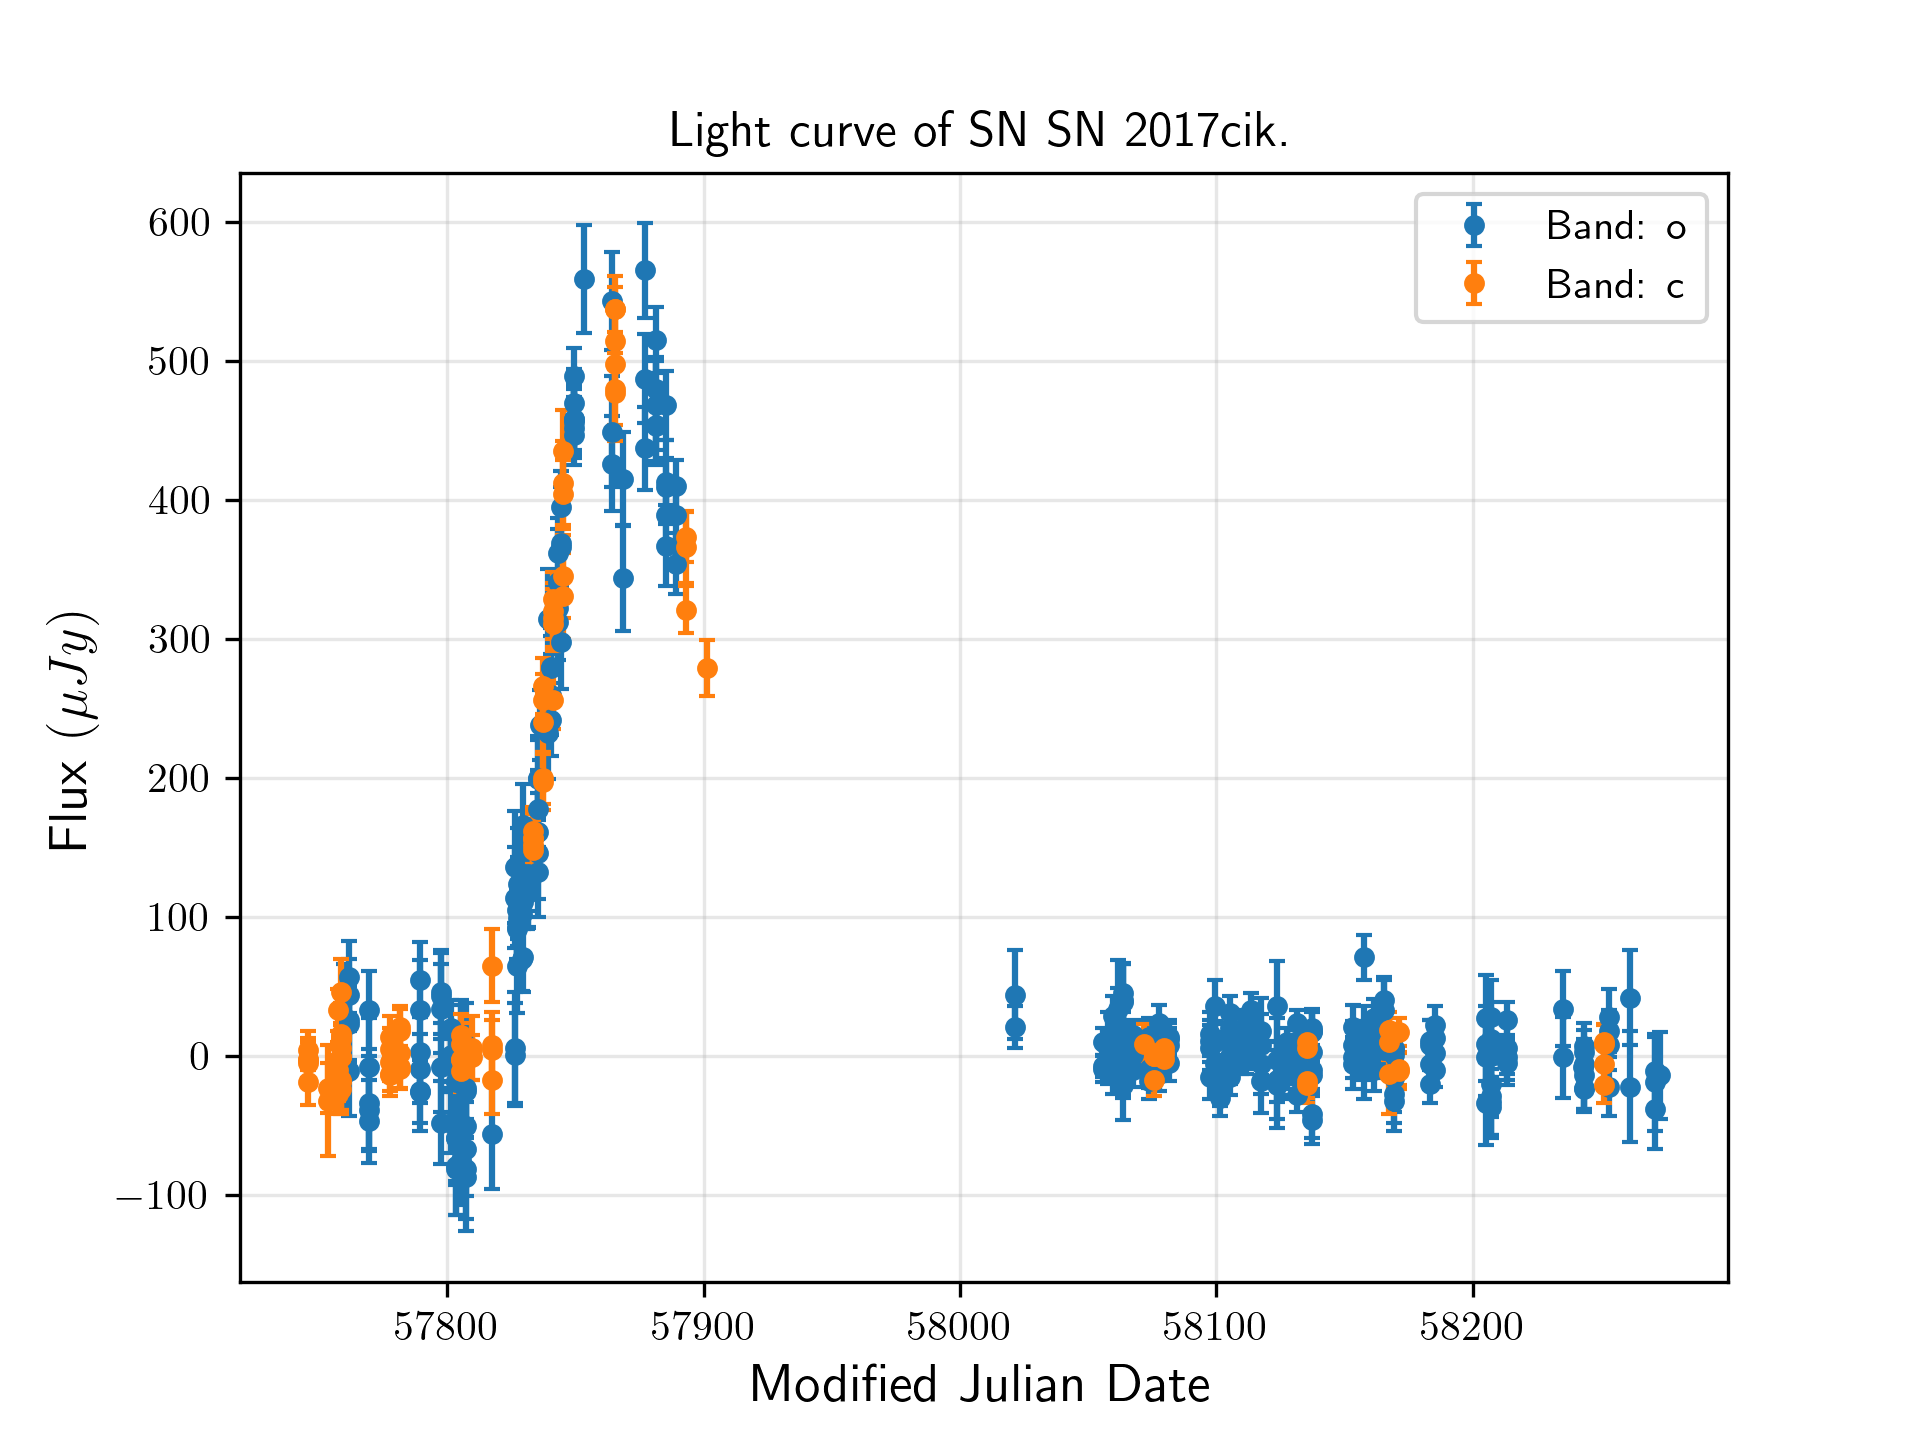 Light curve of SN SN 2017cik.
Band: o
Band: c
600
500
400
300
200
100
0
−100
Flux (μJy)
57800 57900 58000 58100 58200
Modified Julian Date